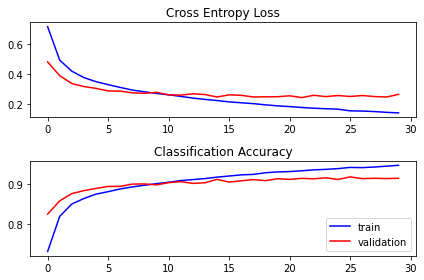 Cross Entropy Loss
0.6
0.4
0.2
0 5 10 15 20 25 30
Classification Accuracy
0.9
0.8
train
validation
0 5 10 15 20 25 30